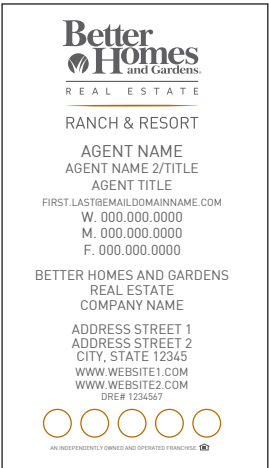 Better
Homes
and Gardens®
REAL ESTATE
RANCH & RESORT
AGENT NAME
AGENT NAME 2/TITLE
AGENT TITLE
FIRST.LAST@EMAILDOMAINNAME.COM
W. 000.000.0000
M. 000.000.0000
F. 000.000.0000
BETTER HOMES AND GARDENS
REAL ESTATE
COMPANY NAME
ADDRESS STREET 1
ADDRESS STREET 2
CITY, STATE 12345
WWW.WEBSITE1.COM
WWW.WEBSITE2.COM
DRE# 1234567
AN INDEPENDENTLY OWNED AND OPERATED FRANCHISE.